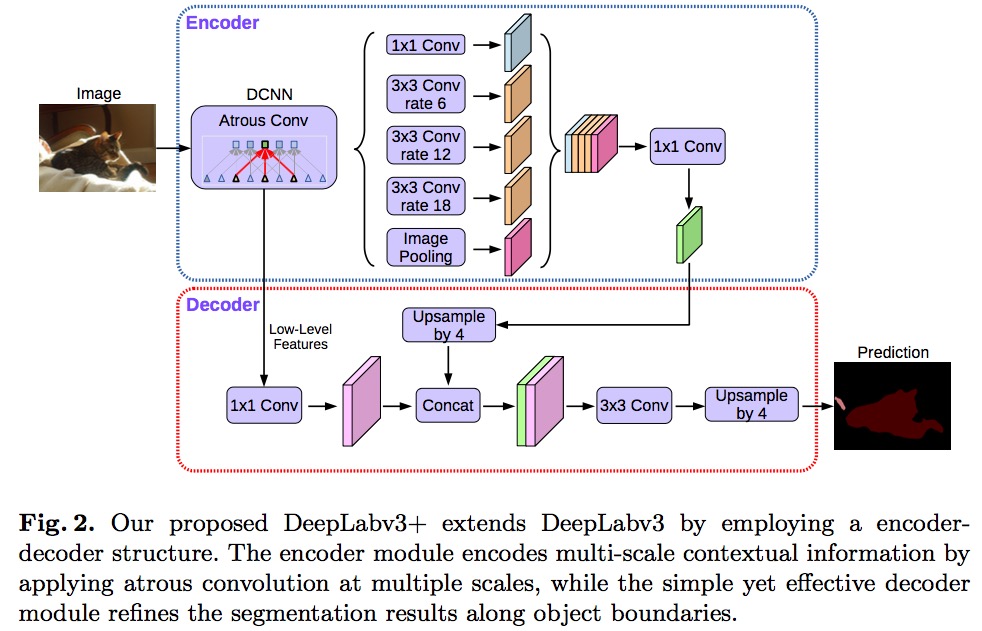 Encoder
Image
DCNN
Atrous Conv
1x1 Conv
3x3 Conv
rate 6
3x3 Conv
rate 12
3x3 Conv
rate 18
Image
Pooling
1x1 Conv
Decoder
Low-Level
Features
Upsample
by 4
1x1 Conv
Concat
3x3 Conv
Upsample
by 4
Prediction
Fig. 2. Our proposed DeepLabv3+ extends DeepLabv3 by employing a encoder-
decoder structure. The encoder module encodes multi-scale contextual information by
applying atrous convolution at multiple scales, while the simple yet effective decoder
module refines the segmentation results along object boundaries.